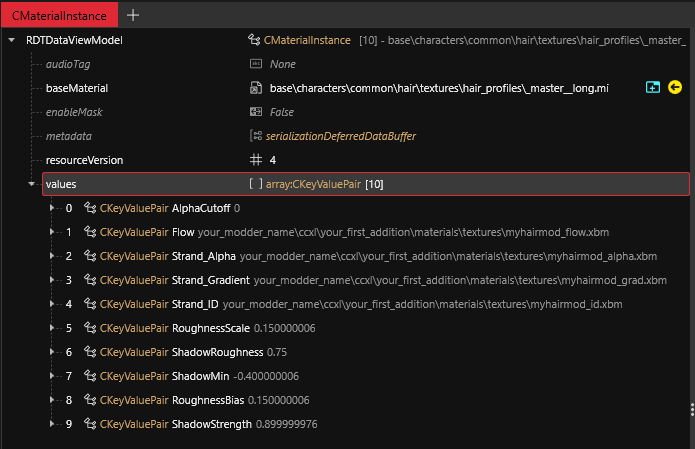 CMaterialInstance
RDTDataViewModel CMaterialInstance [10] - base\characters\common\hair\textures\hair_profiles\_master_
audioTag None
baseMaterial base\characters\common\hair\textures\hair_profiles\_master__long.mi
enableMask False
metadata serializationDeferredDataBuffer
resourceVersion 4
values [ ] array:CKeyValuePair [10]
0 CKeyValuePair AlphaCutoff 0
1 CKeyValuePair Flow your_modder_name\ccxl\your_first_addition\materials\textures\myhairmod_flow.xbm
2 CKeyValuePair Strand_Alpha your_modder_name\ccxl\your_first_addition\materials\textures\myhairmod_alpha.xbm
3 CKeyValuePair Strand_Gradient your_modder_name\ccxl\your_first_addition\materials\textures\myhairmod_grad.xbm
4 CKeyValuePair Strand_ID your_modder_name\ccxl\your_first_addition\materials\textures\myhairmod_id.xbm
5 CKeyValuePair RoughnessScale 0.150000006
6 CKeyValuePair ShadowRoughness 0.75
7 CKeyValuePair ShadowMin -0.400000006
8 CKeyValuePair RoughnessBias 0.150000006
9 CKeyValuePair ShadowStrength 0.899999976